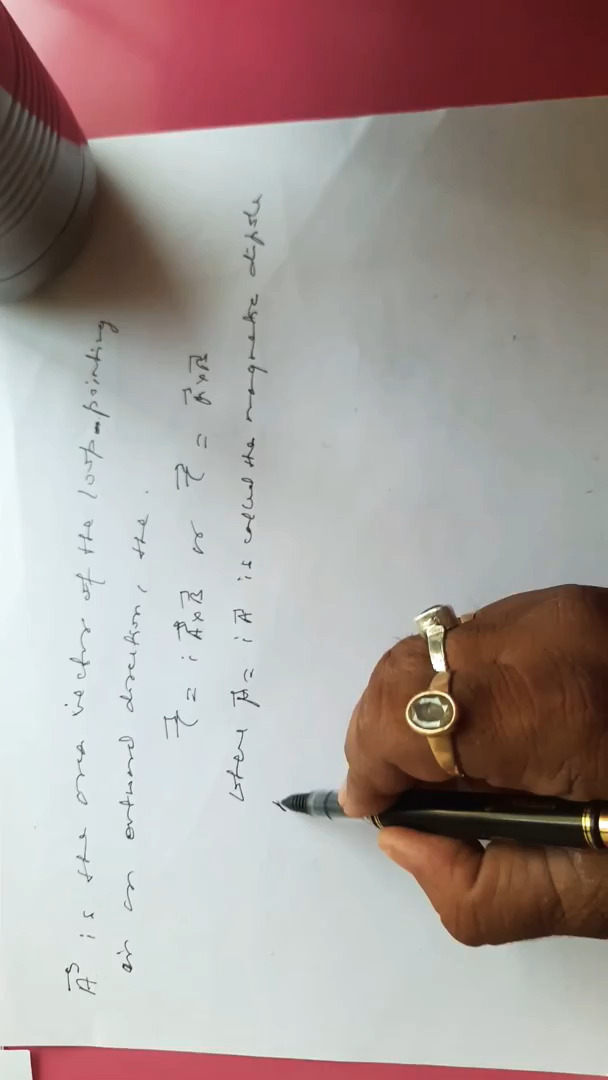 A⃗ is the area vector of the loop pointing
in an outward direction, the
τ⃗ = i A⃗ x B⃗ or τ⃗ = μ⃗ x B⃗
where μ⃗ = i A⃗ is called the magnetic dipole